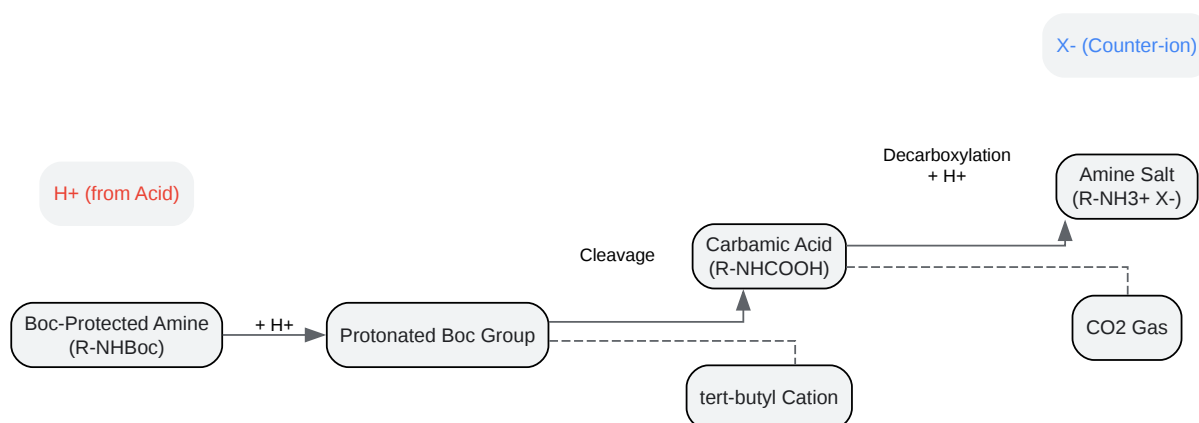 X- (Counter-ion)
H+ (from Acid)
Decarboxylation
+ H+
Amine Salt
(R-NH3+ X-)
Cleavage
Carbamic Acid
(R-NHCOOH)
Boc-Protected Amine
(R-NHBoc)
+ H+
Protonated Boc Group
CO2 Gas
tert-butyl Cation